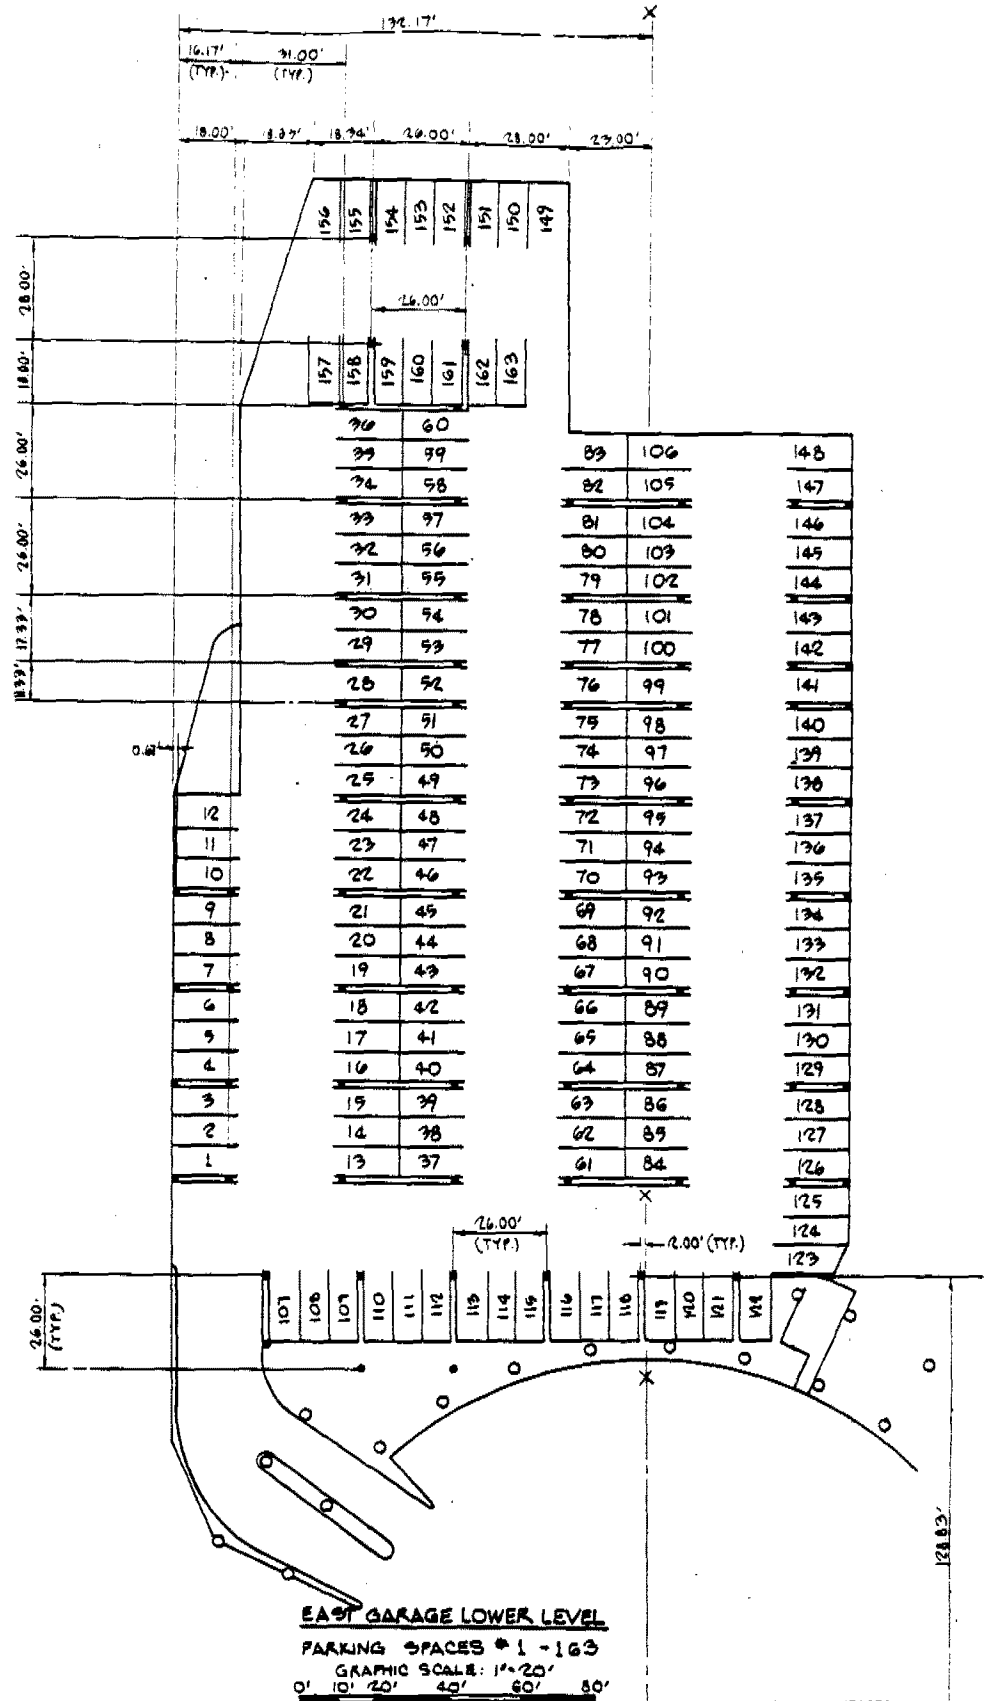 132.17'
16.17' 31.00'
(TYP.) (TYP.)
18.00' 18.83' 18.34' 26.00' 28.00' 23.00'
156 155 154 153 152 151 150 149
28.00'
26.00'
18.00'
157 158 159 160 161 162 163
36 60
35 59 83 106 148
34 58 82 105 147
26.00'
33 57 81 104 146
32 56 80 103 145
31 55 79 102 144
26.00'
30 54 78 101 143
29 53 77 100 142
17.33'
28 52 76 99 141
27 51 75 98 140
26 50 74 97 139
25 49 73 96 138
12 24 48 72 95 137
11 23 47 71 94 136
10 22 46 70 93 135
9 21 45 69 92 134
8 20 44 68 91 133
7 19 43 67 90 132
6 18 42 66 89 131
5 17 41 65 88 130
4 16 40 64 87 129
3 15 39 63 86 128
2 14 38 62 85 127
1 13 37 61 84 126
125
26.00'
(TYP.)
2.00' (TYP.)
124
123
26.00'
(TYP.)
107 108 109 110 111 112 113 114 115 116 117 118 119 120 121 122
128.83'
EAST GARAGE LOWER LEVEL
PARKING SPACES # 1 - 163
GRAPHIC SCALE: 1"=20'
0' 10' 20' 40' 60' 80'